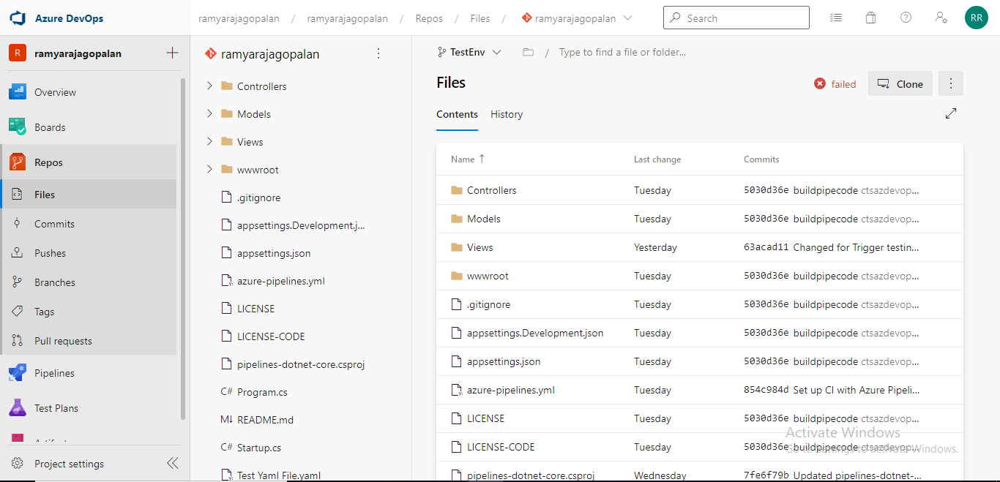 Azure DevOps
ramyarajagopalan / ramyarajagopalan / Repos / Files / ramyarajagopalan
Search
RR
R ramyarajagopalan
Overview
Boards
Repos
Files
Commits
Pushes
Branches
Tags
Pull requests
Pipelines
Test Plans
Project settings
ramyarajagopalan
Controllers
Models
Views
wwwroot
.gitignore
appsettings.Development.j...
appsettings.json
azure-pipelines.yml
LICENSE
LICENSE-CODE
pipelines-dotnet-core.csproj
C# Program.cs
M↓ README.md
C# Startup.cs
Test Yaml File.yaml
TestEnv / Type to find a file or folder...
Files
failed
Clone
Contents History
Name ↑ Last change Commits
Controllers Tuesday 5030d36e buildpipecode ctsazdevop...
Models Tuesday 5030d36e buildpipecode ctsazdevop...
Views Yesterday 63acad11 Changed for Trigger testin...
wwwroot Tuesday 5030d36e buildpipecode ctsazdevop...
.gitignore Tuesday 5030d36e buildpipecode ctsazdevop...
appsettings.Development.json Tuesday 5030d36e buildpipecode ctsazdevop...
appsettings.json Tuesday 5030d36e buildpipecode ctsazdevop...
azure-pipelines.yml Tuesday 854c984d Set up CI with Azure Pipeli...
LICENSE Tuesday 5030d36e buildpipecode ctsazdevop...
LICENSE-CODE Tuesday 5030d36e buildpipecode ctsazdevop...
pipelines-dotnet-core.csproj Wednesday 7fe6f79b Updated pipelines-dotnet-...
Activate Windows
Go to Settings to activate Windows.